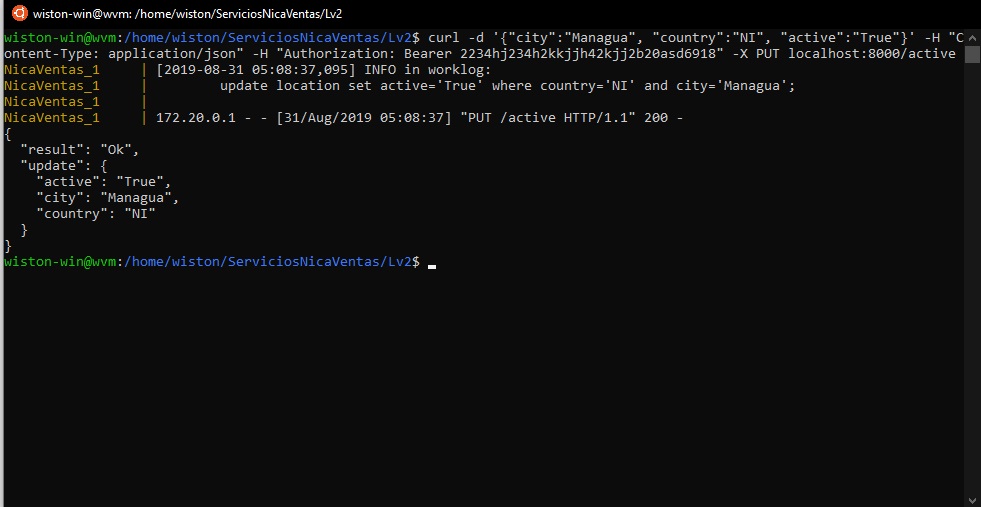 wiston-win@wvm: /home/wiston/ServiciosNicaVentas/Lv2
wiston-win@wvm:/home/wiston/ServiciosNicaVentas/Lv2$ curl -d '{"city":"Managua", "country":"NI", "active":"True"}' -H "C
ontent-Type: application/json" -H "Authorization: Bearer 2234hj234h2kkjjh42kjj2b20asd6918" -X PUT localhost:8000/active
NicaVentas_1     | [2019-08-31 05:08:37,095] INFO in worklog:
NicaVentas_1     |         update location set active='True' where country='NI' and city='Managua';
NicaVentas_1     |
NicaVentas_1     | 172.20.0.1 - - [31/Aug/2019 05:08:37] "PUT /active HTTP/1.1" 200 -
{
  "result": "Ok",
  "update": {
    "active": "True",
    "city": "Managua",
    "country": "NI"
  }
}
wiston-win@wvm:/home/wiston/ServiciosNicaVentas/Lv2$